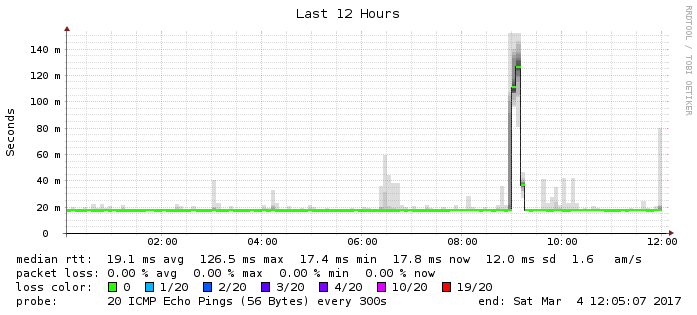 Last 12 Hours
RRDTOOL / TOBI OETIKER
Seconds
140 m
120 m
100 m
80 m
60 m
40 m
20 m
0
02:00 04:00 06:00 08:00 10:00 12:00
median rtt: 19.1 ms avg 126.5 ms max 17.4 ms min 17.8 ms now 12.0 ms sd 1.6 am/s
packet loss: 0.00 % avg 0.00 % max 0.00 % min 0.00 % now
loss color: 0 1/20 2/20 3/20 4/20 10/20 19/20
probe: 20 ICMP Echo Pings (56 Bytes) every 300s end: Sat Mar 4 12:05:07 2017